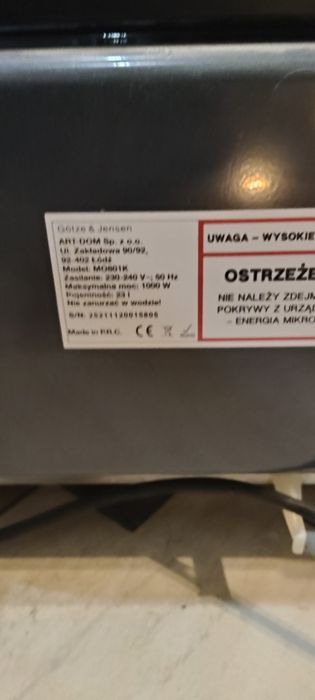 Götze & Jensen
ART-DOM Sp. z o.o.
Ul. Zakładowa 90/92,
92-402 Łódź
Model: MO801K
Zasilanie: 230-240 V~; 50 Hz
Maksymalna moc: 1000 W
Pojemność: 23 l
Nie zanurzać w wodzie!
S/N: 25211120015805
Made in P.R.C. CE
UWAGA – WYSOKIE
OSTRZEŻE
NIE NALEŻY ZDEJM
POKRYWY Z URZĄD
– ENERGIA MIKRO